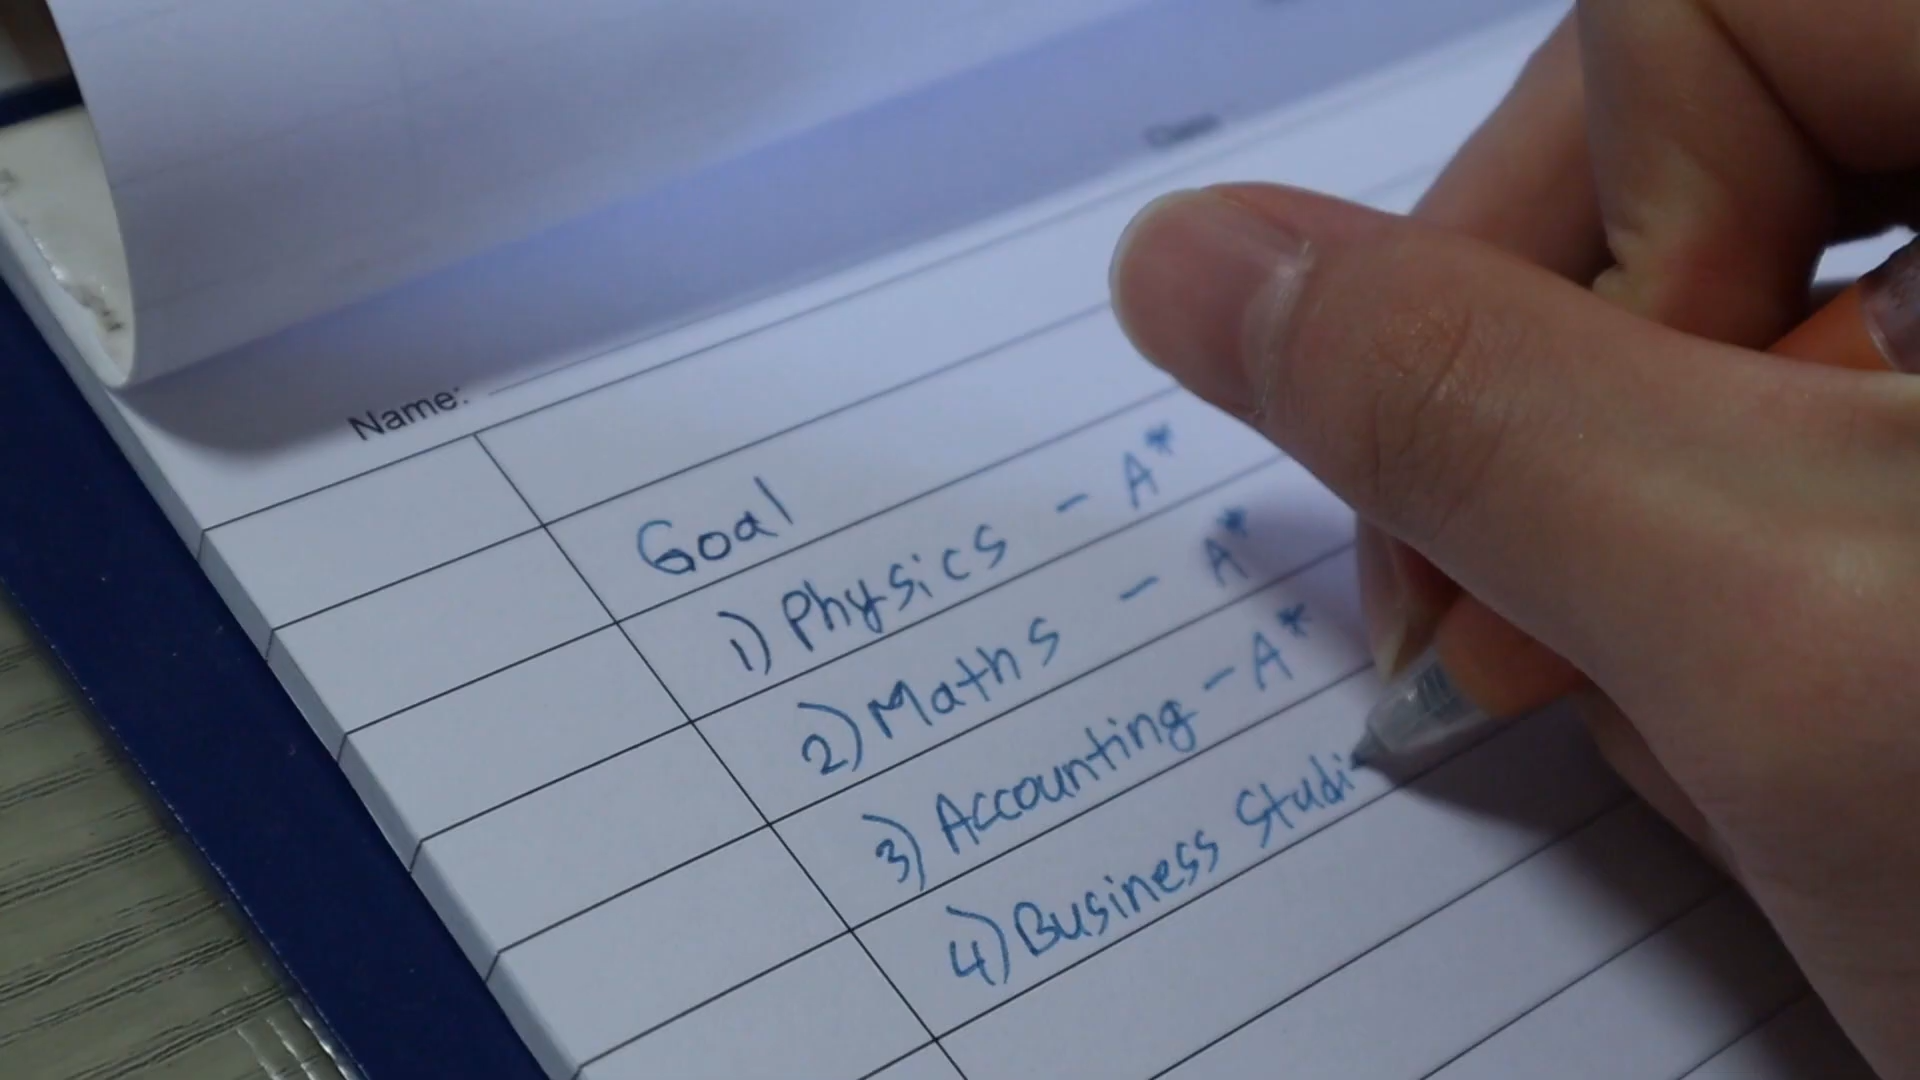 Name:
Goal
1) Physics - A*
2) Maths - A*
3) Accounting - A*
4) Business Studi